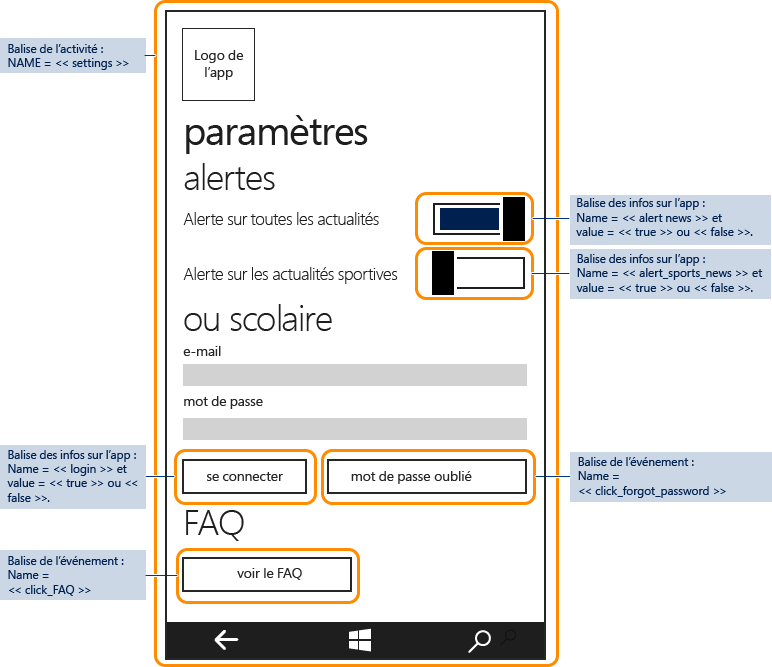 Balise de l'activité :
NAME = << settings >>
Logo de
l'app
paramètres
alertes
Alerte sur toutes les actualités
Balise des infos sur l'app :
Name = << alert news >> et
value = << true >> ou << false >>.
Alerte sur les actualités sportives
Balise des infos sur l'app :
Name = << alert_sports_news >> et
value = << true >> ou << false >>.
ou scolaire
e-mail
mot de passe
Balise des infos sur l'app :
Name = << login >> et
value = << true >> ou <<
false >>.
se connecter
mot de passe oublié
Balise de l'événement :
Name =
<< click_forgot_password >>
FAQ
Balise de l'événement :
Name =
<< click_FAQ >>
voir le FAQ